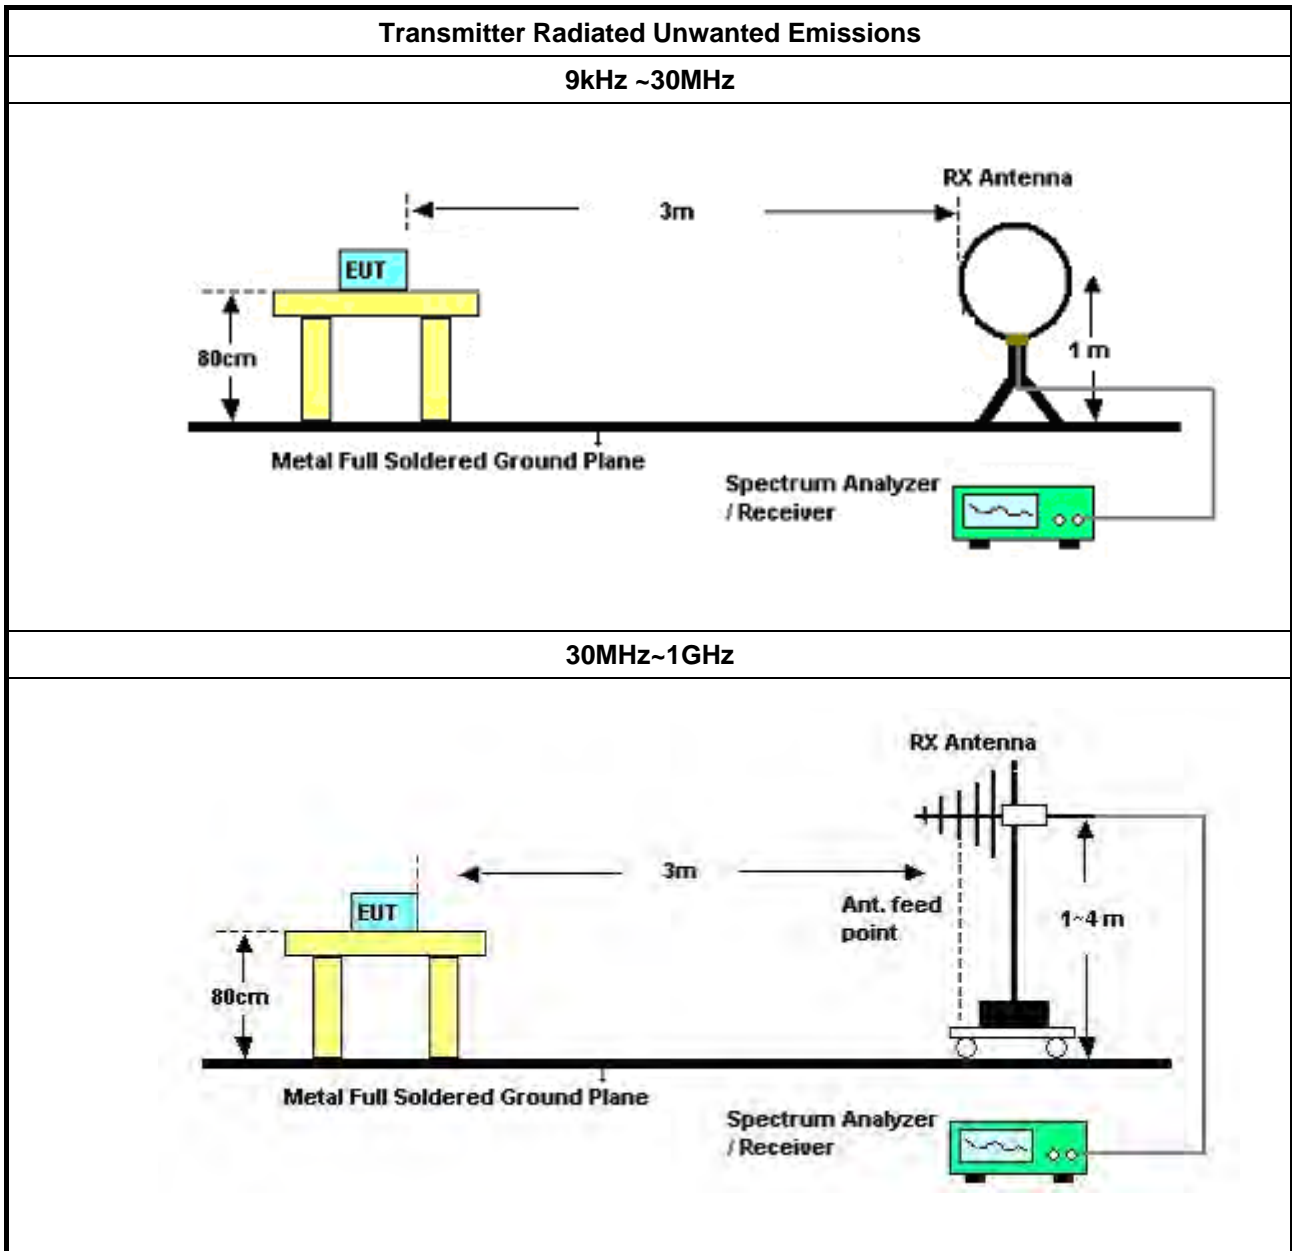 Transmitter Radiated Unwanted Emissions
9kHz ~30MHz
RX Antenna
3m
EUT
80cm
1 m
Metal Full Soldered Ground Plane
Spectrum Analyzer
/ Receiver
30MHz~1GHz
RX Antenna
3m
Ant. feed
point
EUT
1~4 m
80cm
Metal Full Soldered Ground Plane
Spectrum Analyzer
/ Receiver